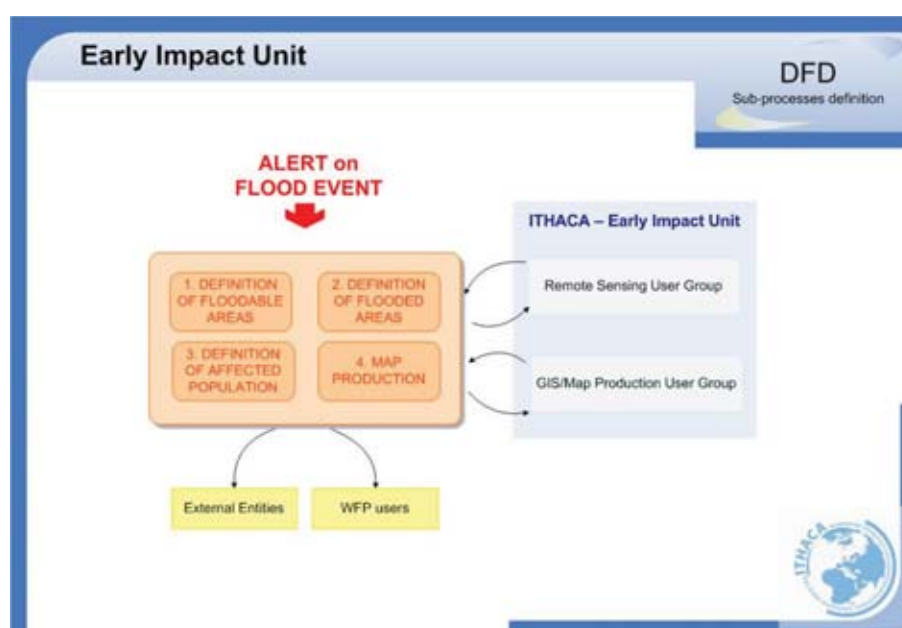 Early Impact Unit
DFD
Sub-processes definition
ALERT on
FLOOD EVENT
ITHACA – Early Impact Unit
1. DEFINITION
OF FLOODABLE
AREAS
2. DEFINITION
OF FLOODED
AREAS
Remote Sensing User Group
3. DEFINITION
OF AFFECTED
POPULATION
4. MAP
PRODUCTION
GIS/Map Production User Group
External Entities
WFP users
ITHACA